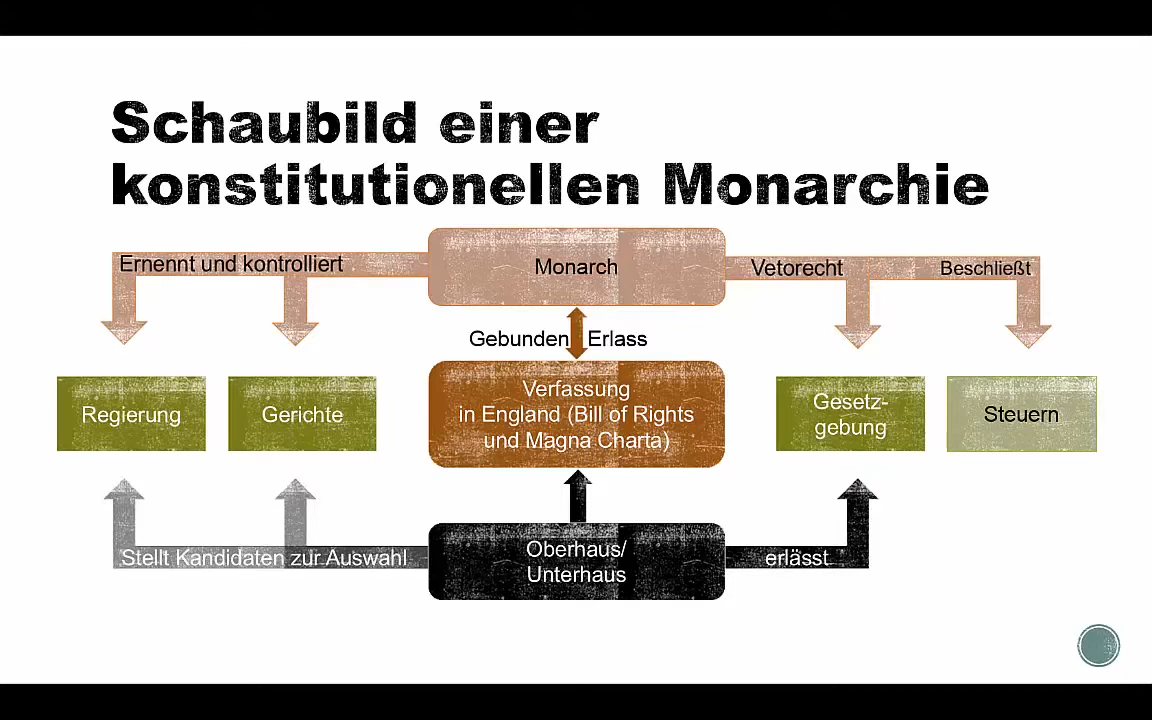 Schaubild einer
konstitutionellen Monarchie
Ernennt und kontrolliert
Monarch
Vetorecht
Beschließt
Gebunden
Erlass
Regierung
Gerichte
Verfassung
in England (Bill of Rights
und Magna Charta)
Gesetz-
gebung
Steuern
Stellt Kandidaten zur Auswahl
Oberhaus/
Unterhaus
erlässt